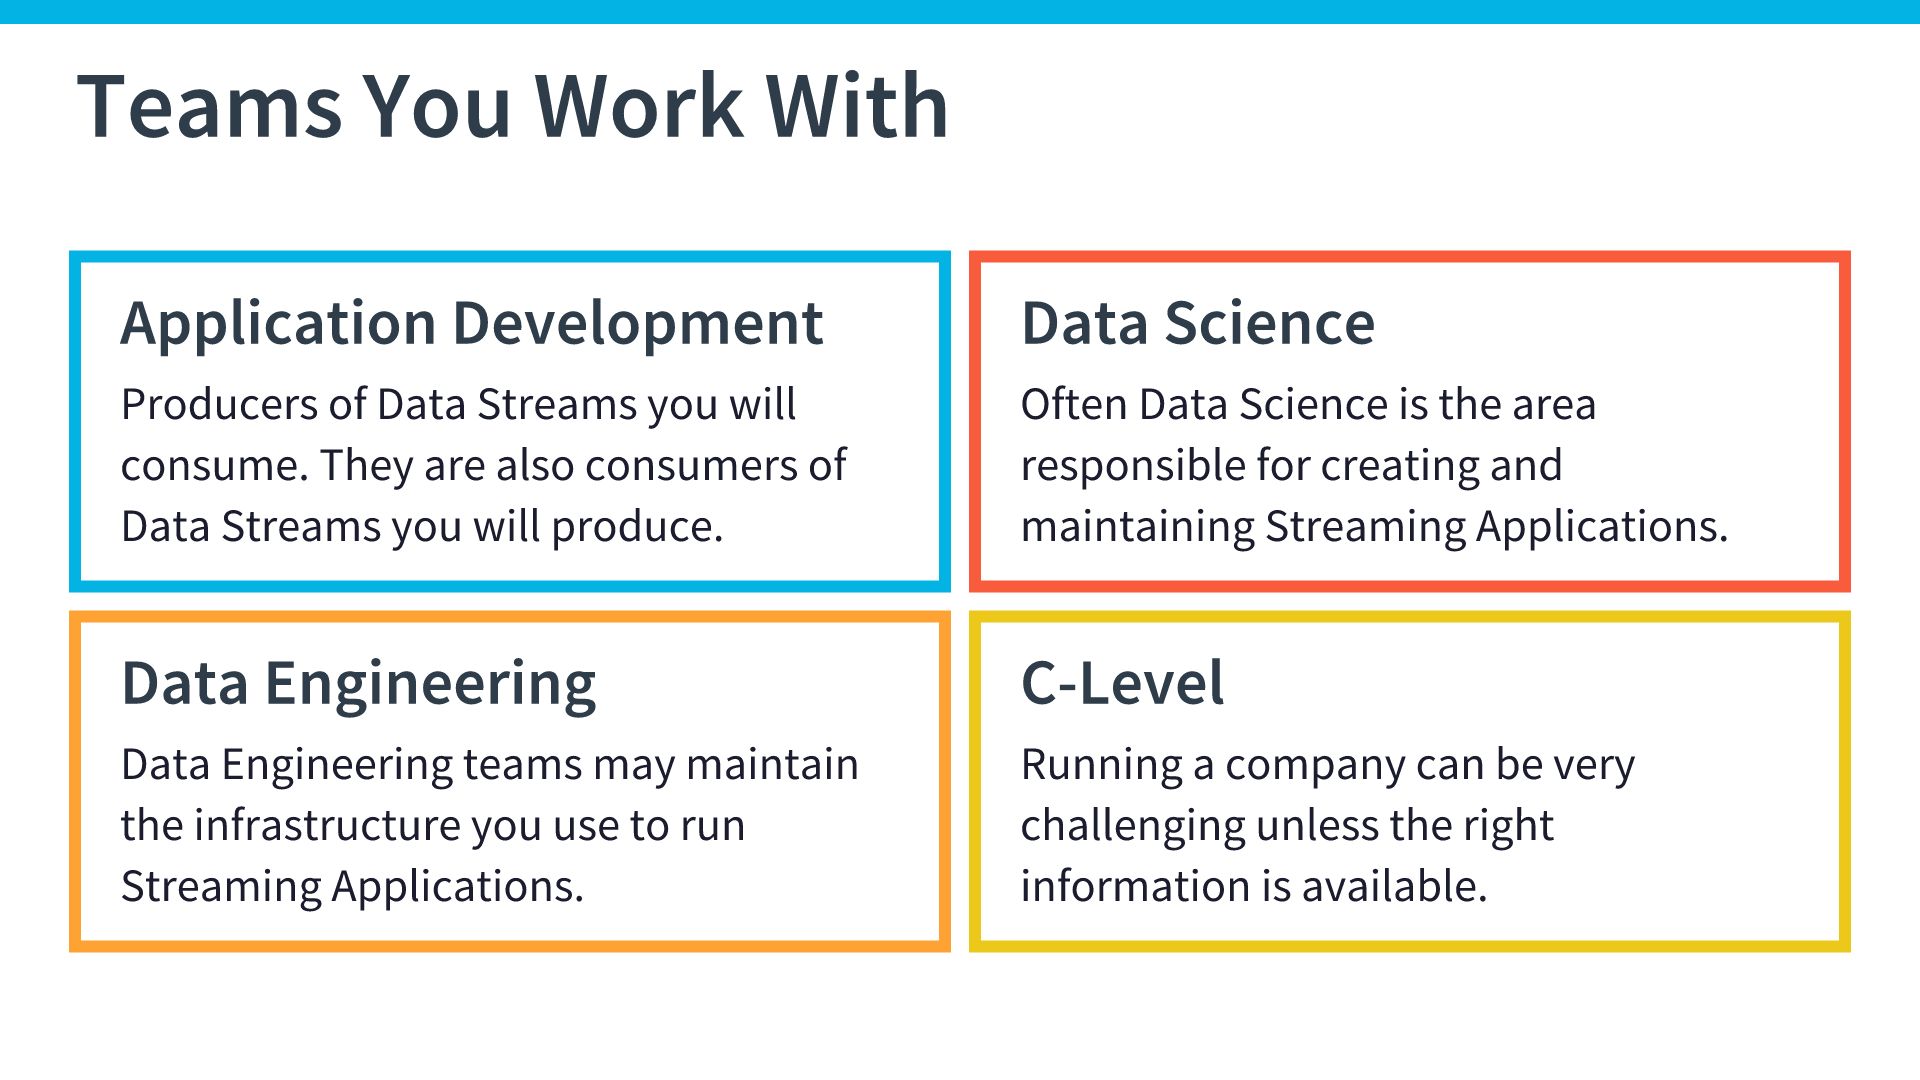 Teams You Work With
Application Development
Producers of Data Streams you will
consume. They are also consumers of
Data Streams you will produce.
Data Science
Often Data Science is the area
responsible for creating and
maintaining Streaming Applications.
Data Engineering
Data Engineering teams may maintain
the infrastructure you use to run
Streaming Applications.
C-Level
Running a company can be very
challenging unless the right
information is available.